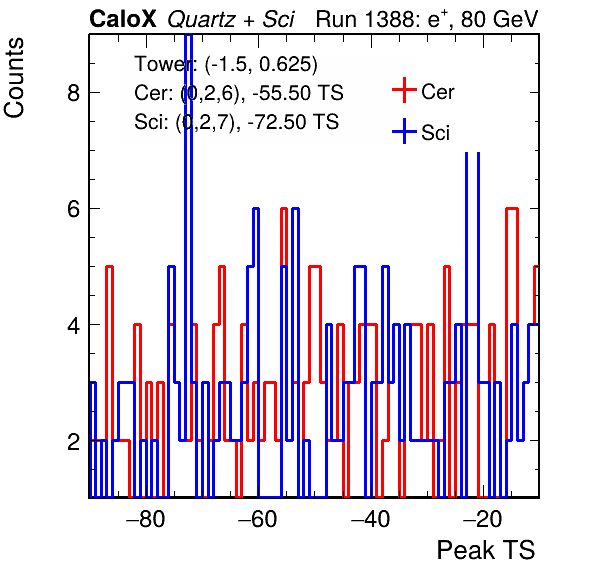 CaloX Quartz + Sci Run 1388: e⁺, 80 GeV
Counts
Tower: (-1.5, 0.625)
Cer: (0,2,6), -55.50 TS
Sci: (0,2,7), -72.50 TS
Cer
Sci
8
6
4
2
−80 −60 −40 −20
Peak TS